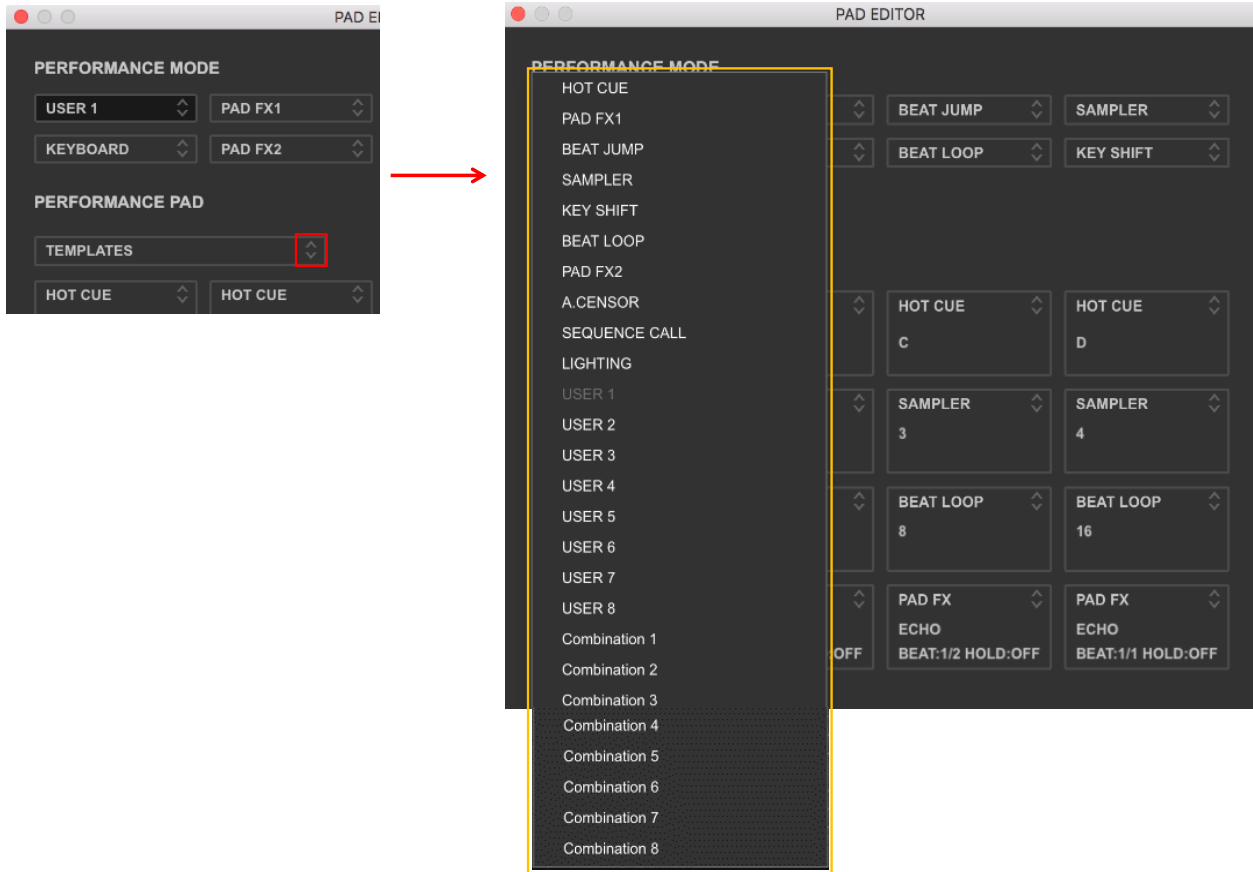 PAD EI
PERFORMANCE MODE
USER 1
PAD FX1
KEYBOARD
PAD FX2
PERFORMANCE PAD
TEMPLATES
HOT CUE
HOT CUE
PAD EDITOR
PERFORMANCE MODE
HOT CUE
PAD FX1
BEAT JUMP
SAMPLER
KEY SHIFT
BEAT LOOP
PAD FX2
A.CENSOR
SEQUENCE CALL
LIGHTING
USER 1
USER 2
USER 3
USER 4
USER 5
USER 6
USER 7
USER 8
Combination 1
Combination 2
Combination 3
Combination 4
Combination 5
Combination 6
Combination 7
Combination 8
BEAT JUMP
SAMPLER
BEAT LOOP
KEY SHIFT
HOT CUE
C
HOT CUE
D
SAMPLER
3
SAMPLER
4
BEAT LOOP
8
BEAT LOOP
16
:OFF
PAD FX
ECHO
BEAT:1/2 HOLD:OFF
PAD FX
ECHO
BEAT:1/1 HOLD:OFF